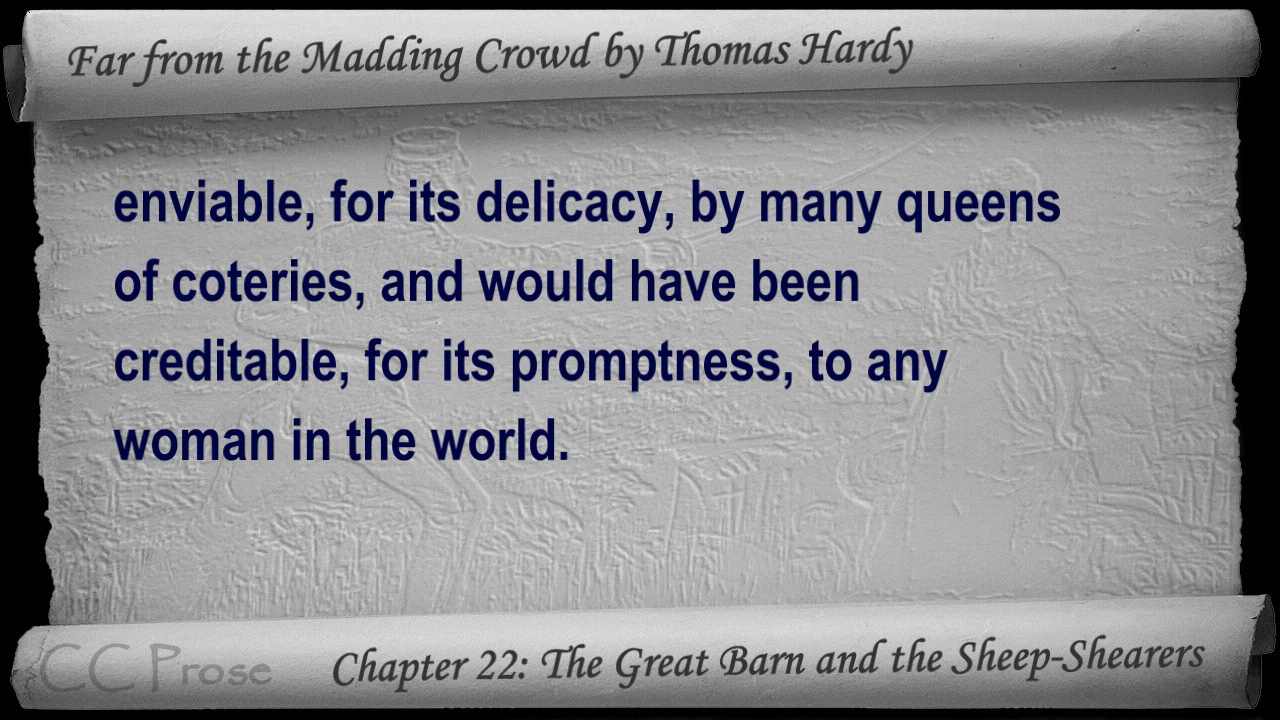 Far from the Madding Crowd by Thomas Hardy
enviable, for its delicacy, by many queens
of coteries, and would have been
creditable, for its promptness, to any
woman in the world.
CC Prose
Chapter 22: The Great Barn and the Sheep-Shearers